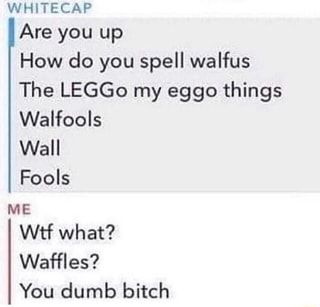 WHITECAP
Are you up
How do you spell walfus
The LEGGo my eggo things
Walfools
Wall
Fools
ME
Wtf what?
Waffles?
You dumb bitch